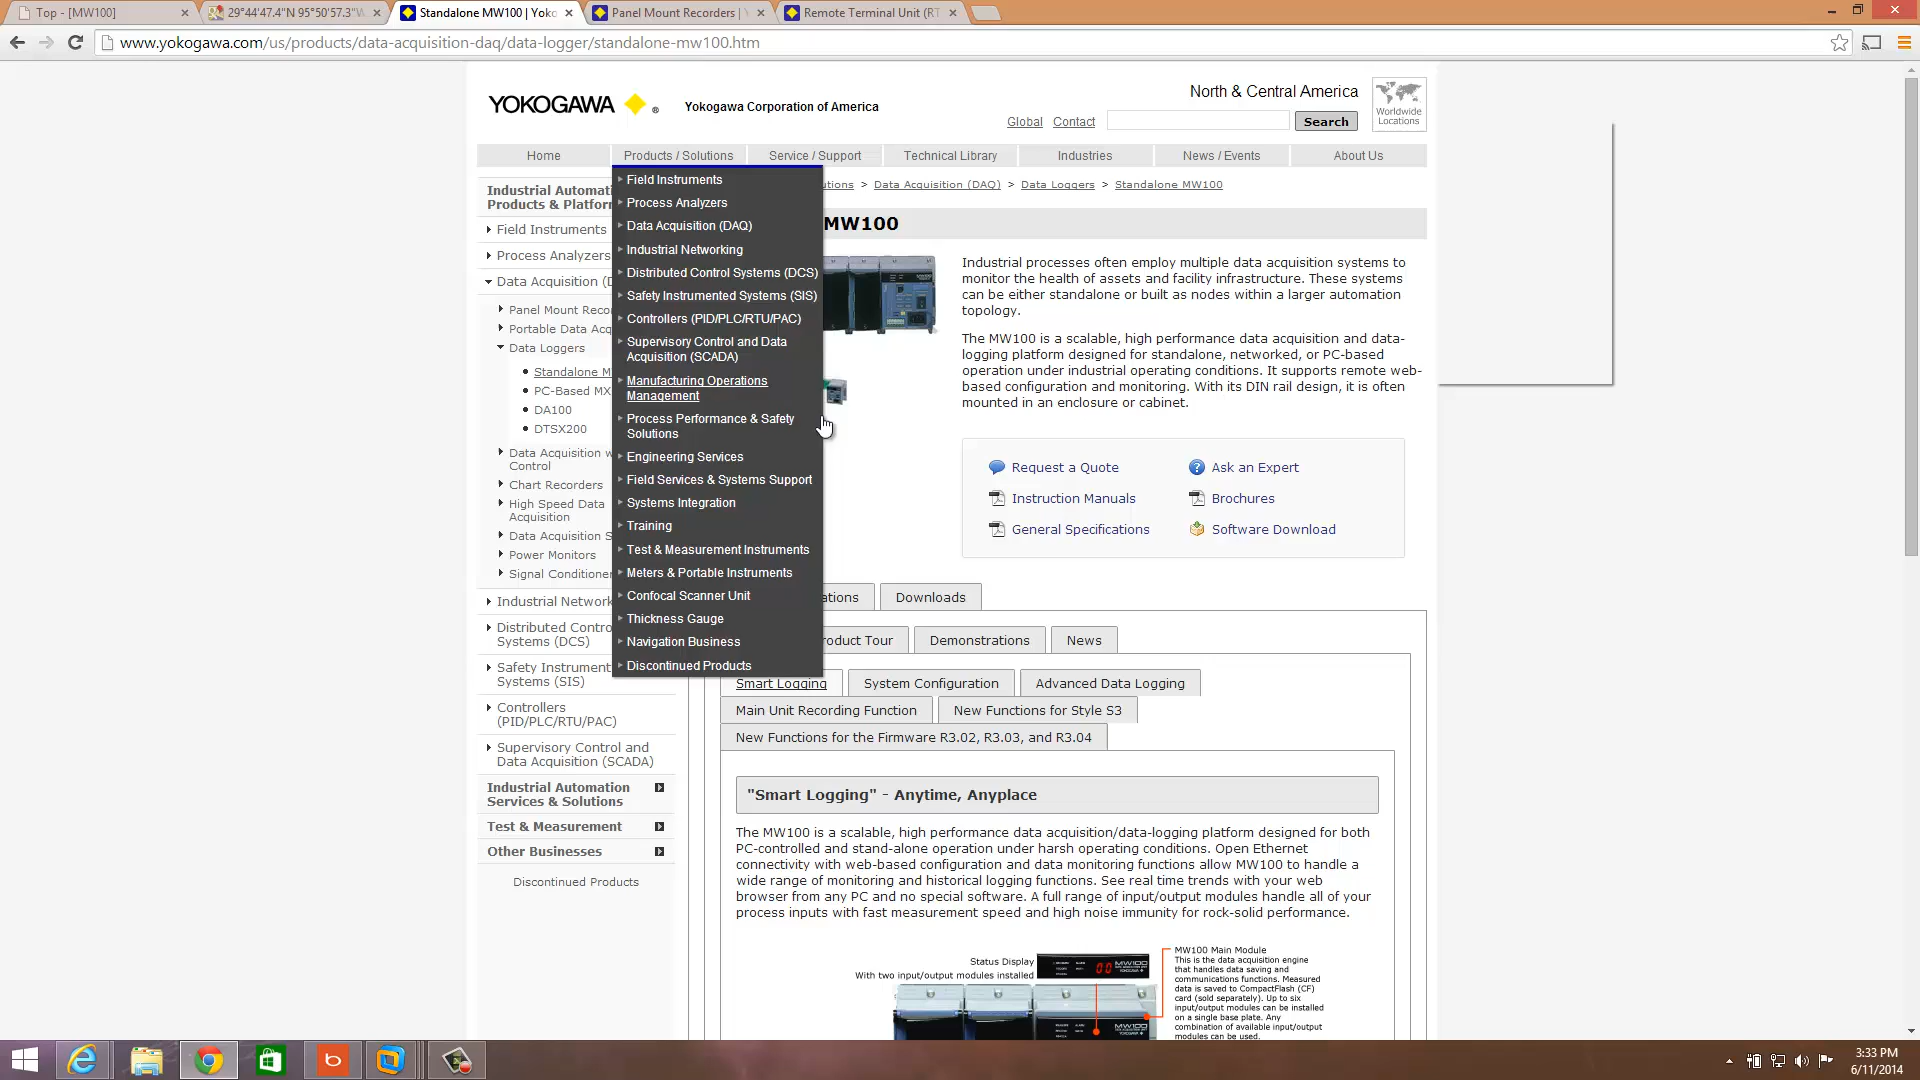 Top - [MW100]
29°44'47.4"N 95°50'57.3"W
Standalone MW100 | Yoko
Panel Mount Recorders |
Remote Terminal Unit (RT
www.yokogawa.com/us/products/data-acquisition-daq/data-logger/standalone-mw100.htm
YOKOGAWA
Yokogawa Corporation of America
North & Central America
Worldwide
Locations
Global
Contact
Search
Home
Products / Solutions
Service / Support
Technical Library
Industries
News / Events
About Us
utions > Data Acquisition (DAQ) > Data Loggers > Standalone MW100
Industrial Automati
Products & Platforn
Field Instruments
Process Analyzers
Data Acquisition (D
Panel Mount Reco
Portable Data Acq
Data Loggers
Standalone M
PC-Based MX
DA100
DTSX200
Data Acquisition w
Control
Chart Recorders
High Speed Data
Acquisition
Data Acquisition S
Power Monitors
Signal Conditioner
Industrial Network
Distributed Contro
Systems (DCS)
Safety Instrument
Systems (SIS)
Controllers
(PID/PLC/RTU/PAC)
Supervisory Control and
Data Acquisition (SCADA)
Industrial Automation
Services & Solutions
Test & Measurement
Other Businesses
Discontinued Products
Field Instruments
Process Analyzers
Data Acquisition (DAQ)
Industrial Networking
Distributed Control Systems (DCS)
Safety Instrumented Systems (SIS)
Controllers (PID/PLC/RTU/PAC)
Supervisory Control and Data
Acquisition (SCADA)
Manufacturing Operations
Management
Process Performance & Safety
Solutions
Engineering Services
Field Services & Systems Support
Systems Integration
Training
Test & Measurement Instruments
Meters & Portable Instruments
Confocal Scanner Unit
Thickness Gauge
Navigation Business
Discontinued Products
MW100
Industrial processes often employ multiple data acquisition systems to
monitor the health of assets and facility infrastructure. These systems
can be either standalone or built as nodes within a larger automation
topology.
The MW100 is a scalable, high performance data acquisition and data-
logging platform designed for standalone, networked, or PC-based
operation under industrial operating conditions. It supports remote web-
based configuration and monitoring. With its DIN rail design, it is often
mounted in an enclosure or cabinet.
Request a Quote
Ask an Expert
Instruction Manuals
Brochures
General Specifications
Software Download
ations
Downloads
roduct Tour
Demonstrations
News
Smart Logging
System Configuration
Advanced Data Logging
Main Unit Recording Function
New Functions for Style S3
New Functions for the Firmware R3.02, R3.03, and R3.04
"Smart Logging" - Anytime, Anyplace
The MW100 is a scalable, high performance data acquisition/data-logging platform designed for both
PC-controlled and stand-alone operation under harsh operating conditions. Open Ethernet
connectivity with web-based configuration and data monitoring functions allow MW100 to handle a
wide range of monitoring and historical logging functions. See real time trends with your web
browser from any PC and no special software. A full range of input/output modules handle all of your
process inputs with fast measurement speed and high noise immunity for rock-solid performance.
Status Display
With two input/output modules installed
MW100
MW100
MW100 Main Module
This is the data acquisition engine
that handles data saving and
communications functions. Measured
data is saved to CompactFlash (CF)
card (sold separately). Up to six
input/output modules can be installed
on a single base plate. Any
combination of available input/output
modules can be used.
3:33 PM
6/11/2014